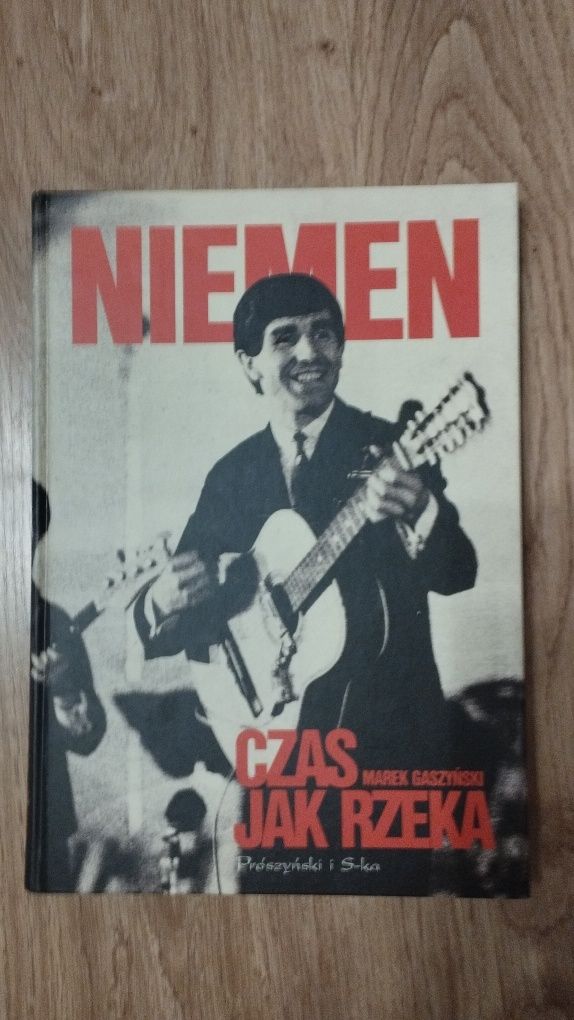 NIEMEN
CZAS
MAREK GASZYŃSKI
JAK RZEKA
Prószyński i S-ka